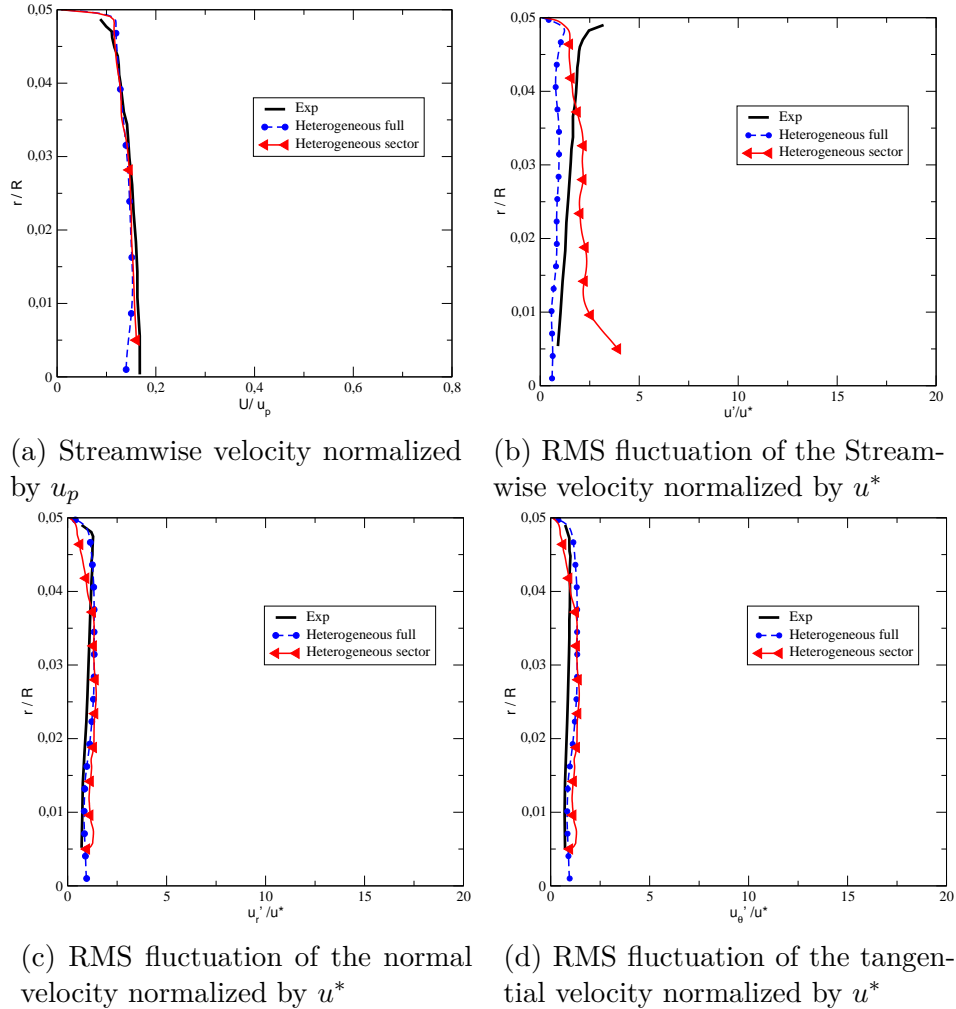 0,05
0,04
0,03
0,02
0,01
0
r / R
Exp
Heterogeneous full
Heterogeneous sector
0 0,2 0,4 0,6 0,8
U/ u_p
0,05
0,04
0,03
0,02
0,01
0
r / R
Exp
Heterogeneous full
Heterogeneous sector
0 5 10 15 20
u'/u*
(a) Streamwise velocity normalized
by u_p
(b) RMS fluctuation of the Stream-
wise velocity normalized by u*
0,05
0,04
0,03
0,02
0,01
0
r / R
Exp
Heterogeneous full
Heterogeneous sector
0 5 10 15 20
u_r'/u*
0,05
0,04
0,03
0,02
0,01
0
r / R
Exp
Heterogeneous full
Heterogeneous sector
0 5 10 15 20
u_θ'/u*
(c) RMS fluctuation of the normal
velocity normalized by u*
(d) RMS fluctuation of the tangen-
tial velocity normalized by u*